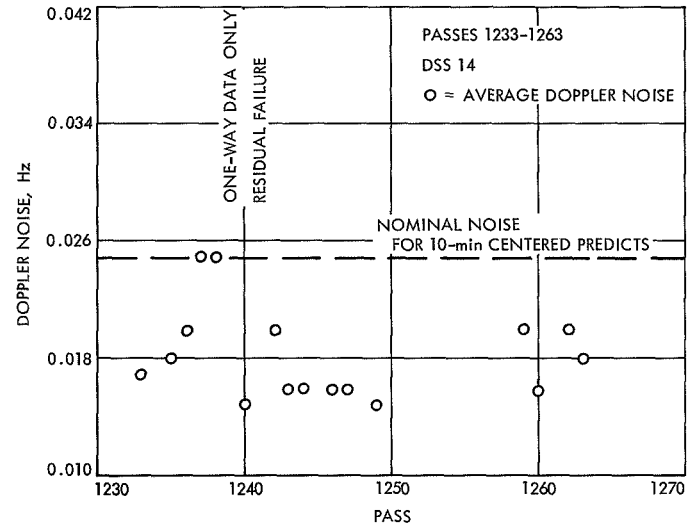 0.042
0.034
0.026
0.018
0.010
DOPPLER NOISE, Hz
ONE-WAY DATA ONLY
RESIDUAL FAILURE
PASSES 1233-1263
DSS 14
O = AVERAGE DOPPLER NOISE
NOMINAL NOISE
FOR 10-min CENTERED PREDICTS
1230
1240
1250
1260
1270
PASS